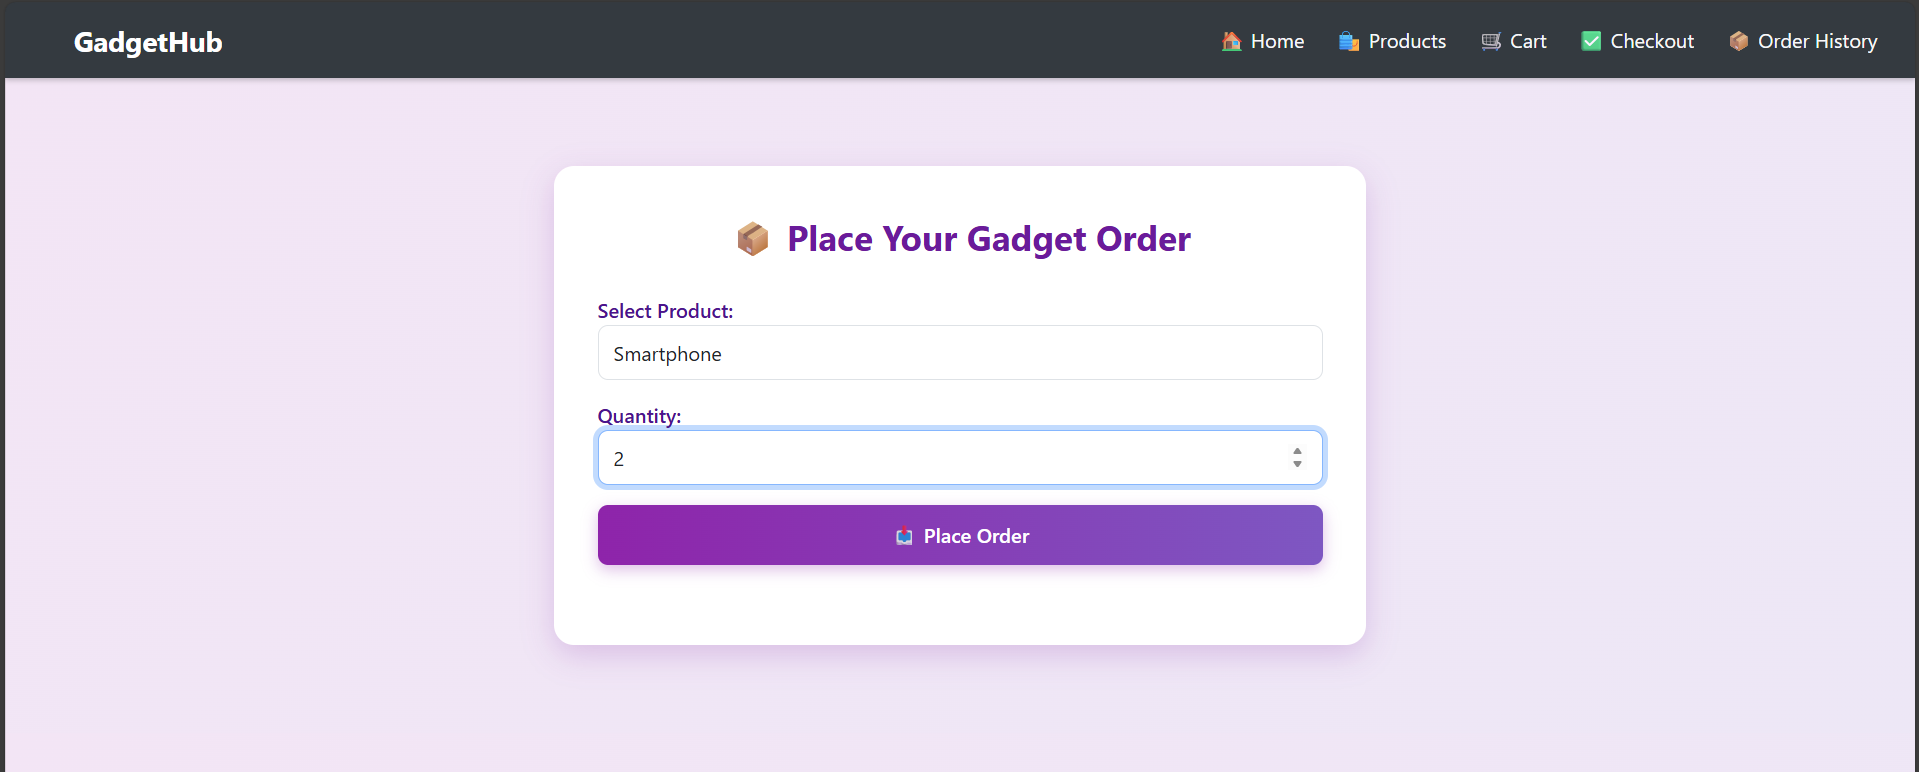 GadgetHub
🏠 Home 🛍️ Products 🛒 Cart ✅ Checkout 📦 Order History
📦 Place Your Gadget Order
Select Product:
Smartphone
Quantity:
2
📤 Place Order